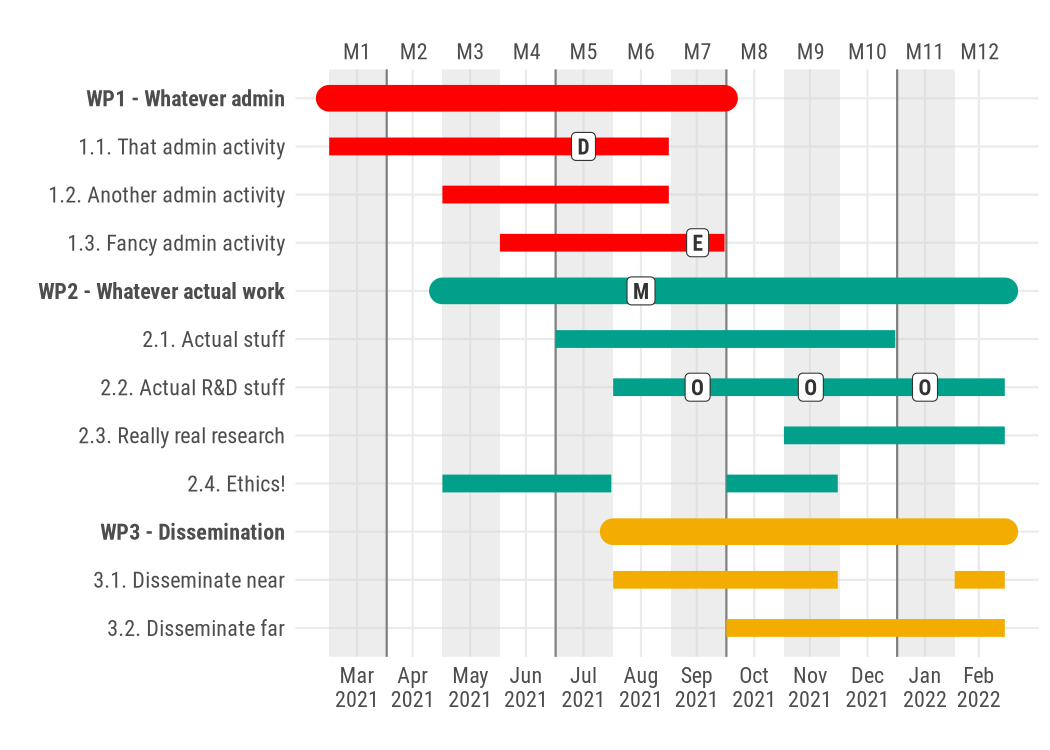 M1 M2 M3 M4 M5 M6 M7 M8 M9 M10 M11 M12
WP1 - Whatever admin
1.1. That admin activity D
1.2. Another admin activity
1.3. Fancy admin activity E
WP2 - Whatever actual work M
2.1. Actual stuff
2.2. Actual R&D stuff O O O
2.3. Really real research
2.4. Ethics!
WP3 - Dissemination
3.1. Disseminate near
3.2. Disseminate far
Mar Apr May Jun Jul Aug Sep Oct Nov Dec Jan Feb
2021 2021 2021 2021 2021 2021 2021 2021 2021 2021 2022 2022